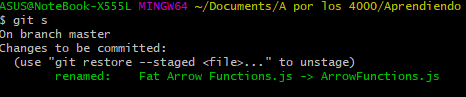 ASUS@NoteBook-X555L MINGW64 ~/Documents/A por los 4000/Aprendiendo
$ git s
On branch master
Changes to be committed:
  (use "git restore --staged <file>..." to unstage)
        renamed:    Fat Arrow Functions.js -> ArrowFunctions.js